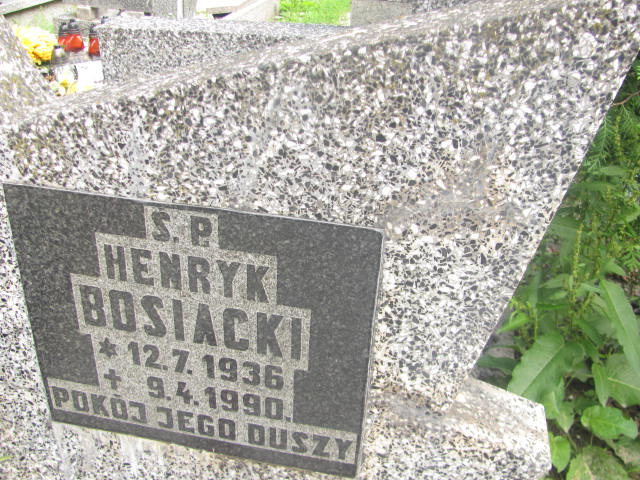 Ś.P.
HENRYK
BOSIACKI
* 12.7.1936
+ 9.4.1990.
POKÓJ JEGO DUSZY